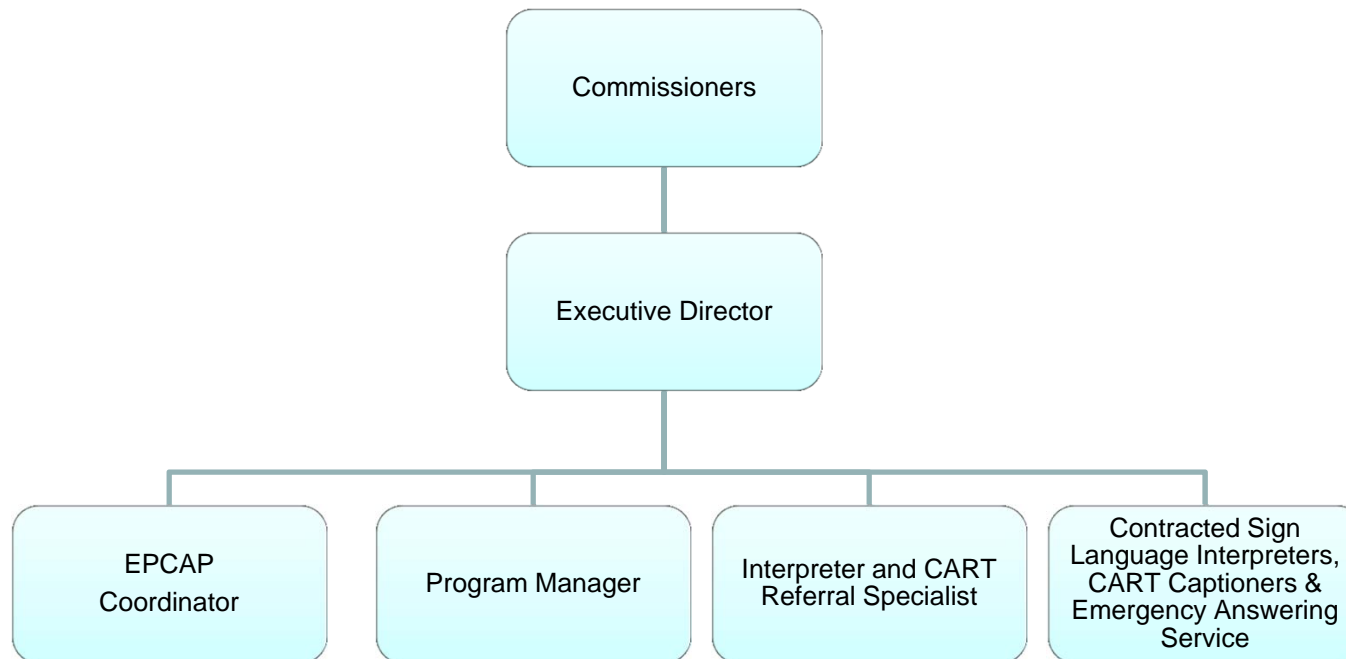 Commissioners
Executive Director
EPCAP
Coordinator
Program Manager
Interpreter and CART
Referral Specialist
Contracted Sign
Language Interpreters,
CART Captioners &
Emergency Answering
Service